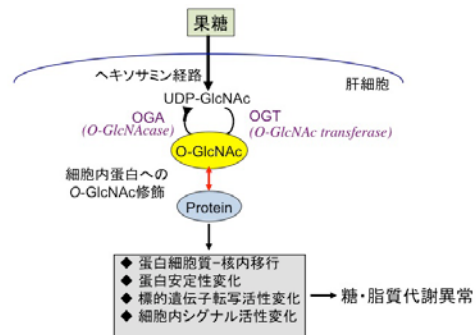 果糖
ヘキソサミン経路
肝細胞
UDP-GlcNAc
OGA
(O-GlcNAcase)
OGT
(O-GlcNAc transferase)
O-GlcNAc
細胞内蛋白への
O-GlcNAc修飾
Protein
◆ 蛋白細胞質−核内移行
◆ 蛋白安定性変化
◆ 標的遺伝子転写活性変化
◆ 細胞内シグナル活性変化
糖・脂質代謝異常